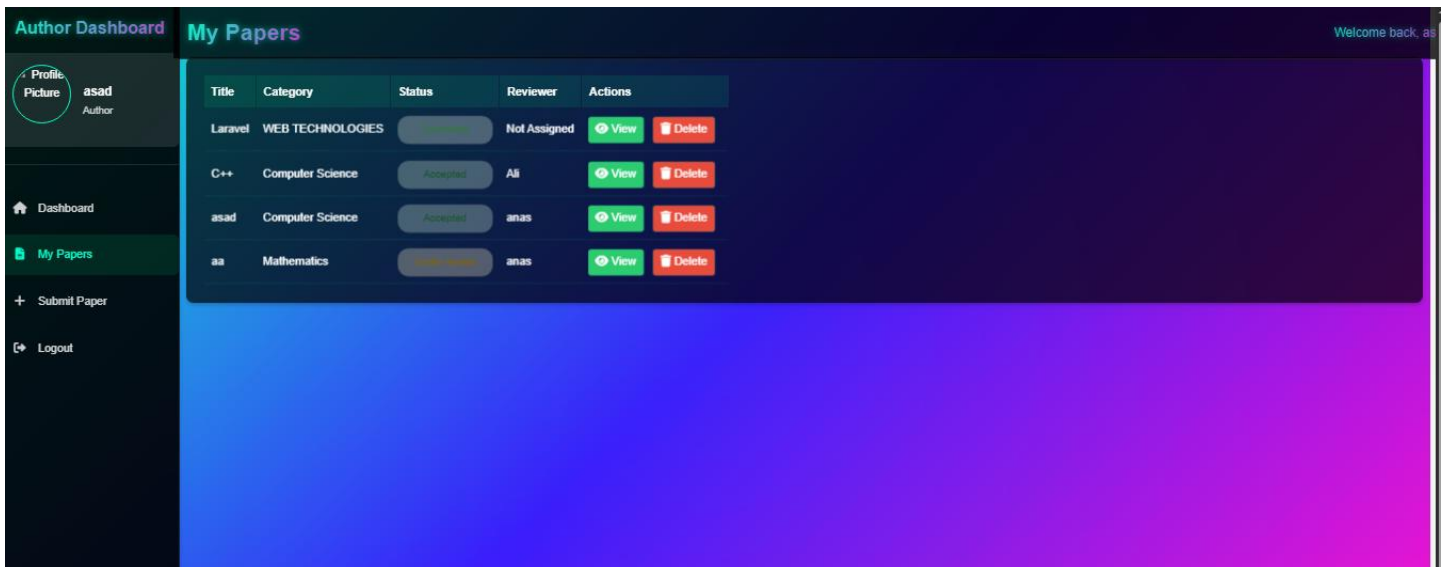 Author Dashboard
My Papers
Welcome back, as
Profile
Picture
asad
Author
Dashboard
My Papers
Submit Paper
Logout
Title Category Status Reviewer Actions
Laravel WEB TECHNOLOGIES Not Assigned View Delete
C++ Computer Science Accepted Ali View Delete
asad Computer Science Accepted anas View Delete
aa Mathematics anas View Delete